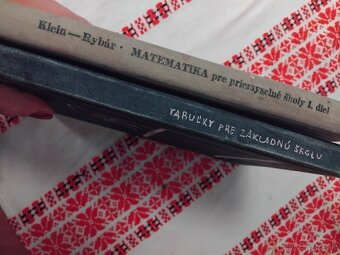 Klein—Rybár · MATEMATIKA pre priemyselné školy I. diel
TABUĽKY PRE ZÁKLADNÚ ŠKOLU